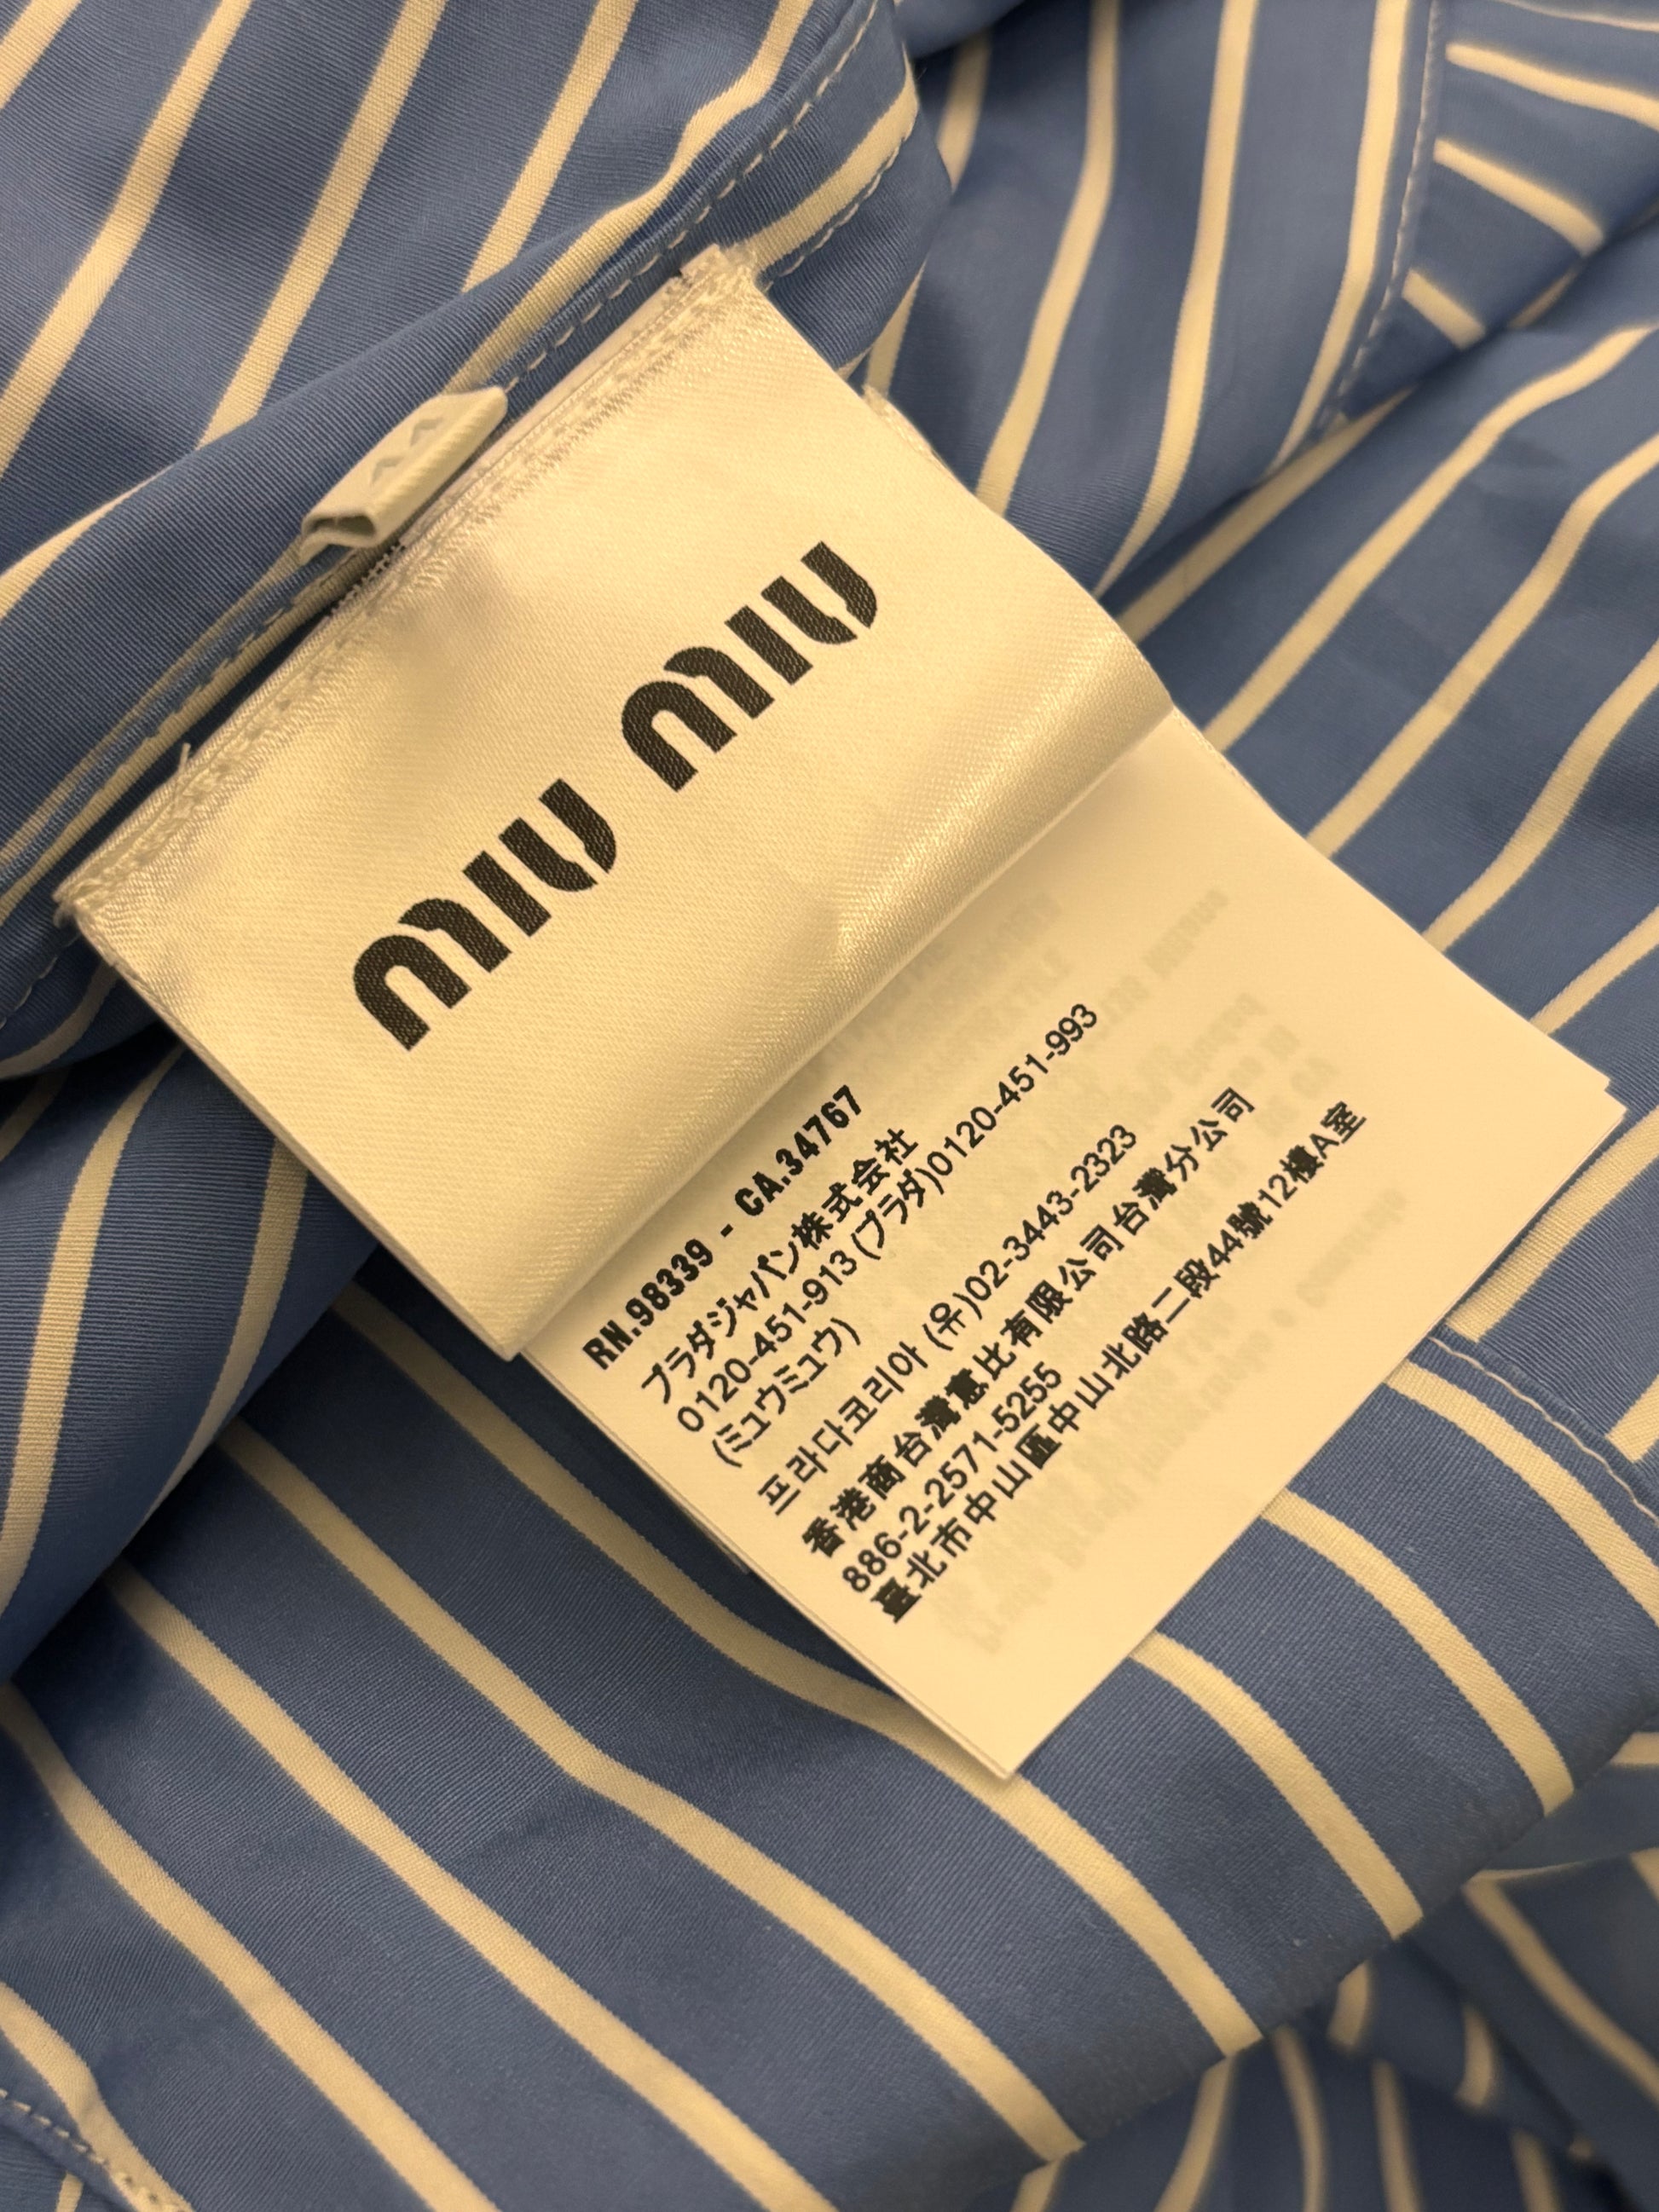 MIU MIU
RN.98339 - CA.34767
プラダジャパン株式会社
0120-451-913 (プラダ)0120-451-993
(ミュウミュウ)
프라다코리아 (유)02-3443-2323
香港商台灣惠比有限公司台灣分公司
886-2-2571-5255
臺北市中山區中山北路二段44號12樓A室